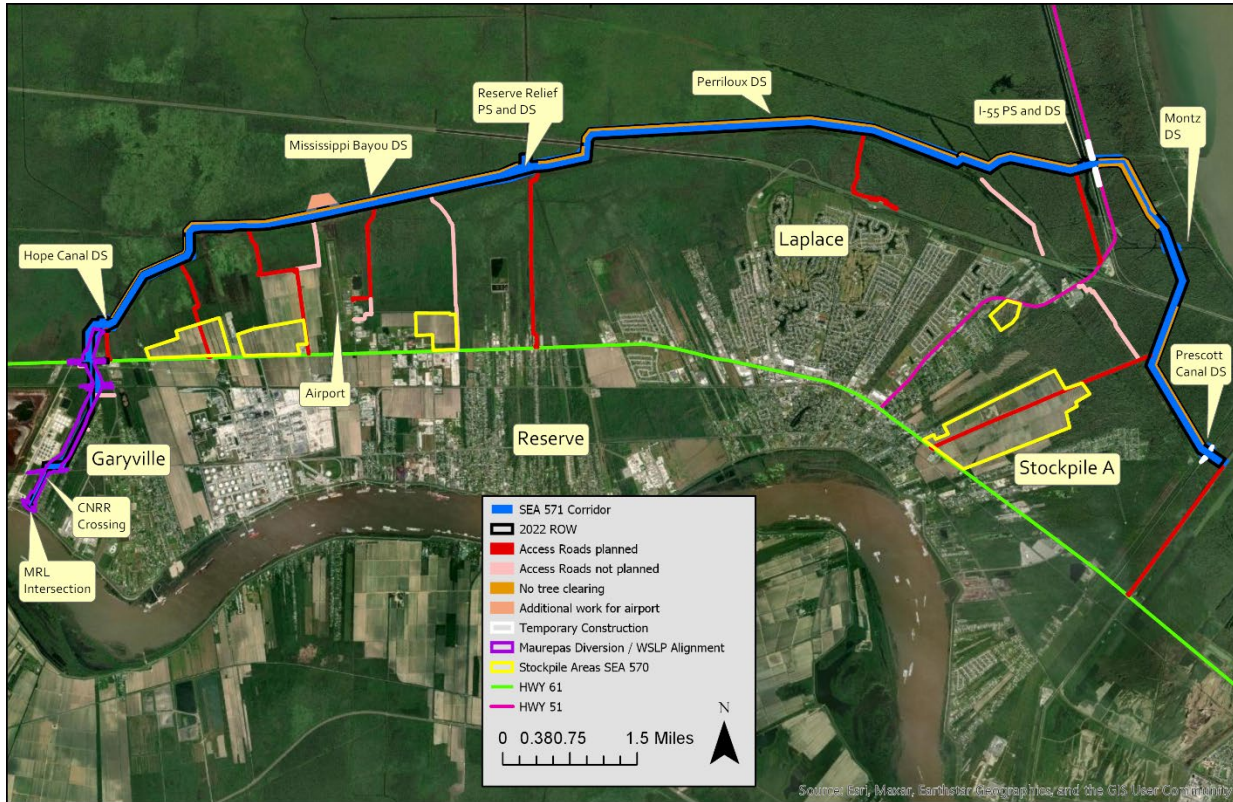 Perriloux DS
Reserve Relief
PS and DS
I-55 PS and DS
Montz
DS
Mississippi Bayou DS
Hope Canal DS
Laplace
Prescott
Canal DS
Airport
Reserve
Garyville
Stockpile A
CNRR
Crossing
MRL
Intersection
SEA 571 Corridor
2022 ROW
Access Roads planned
Access Roads not planned
No tree clearing
Additional work for airport
Temporary Construction
Maurepas Diversion / WSLP Alignment
Stockpile Areas SEA 570
HWY 61
HWY 51
N
0 0.380.75 1.5 Miles
Source: Esri, Maxar, Earthstar Geographics, and the GIS User Community